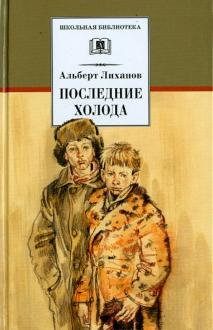 ШКОЛЬНАЯ БИБЛИОТЕКА
Альберт Лиханов
ПОСЛЕДНИЕ
ХОЛОДА